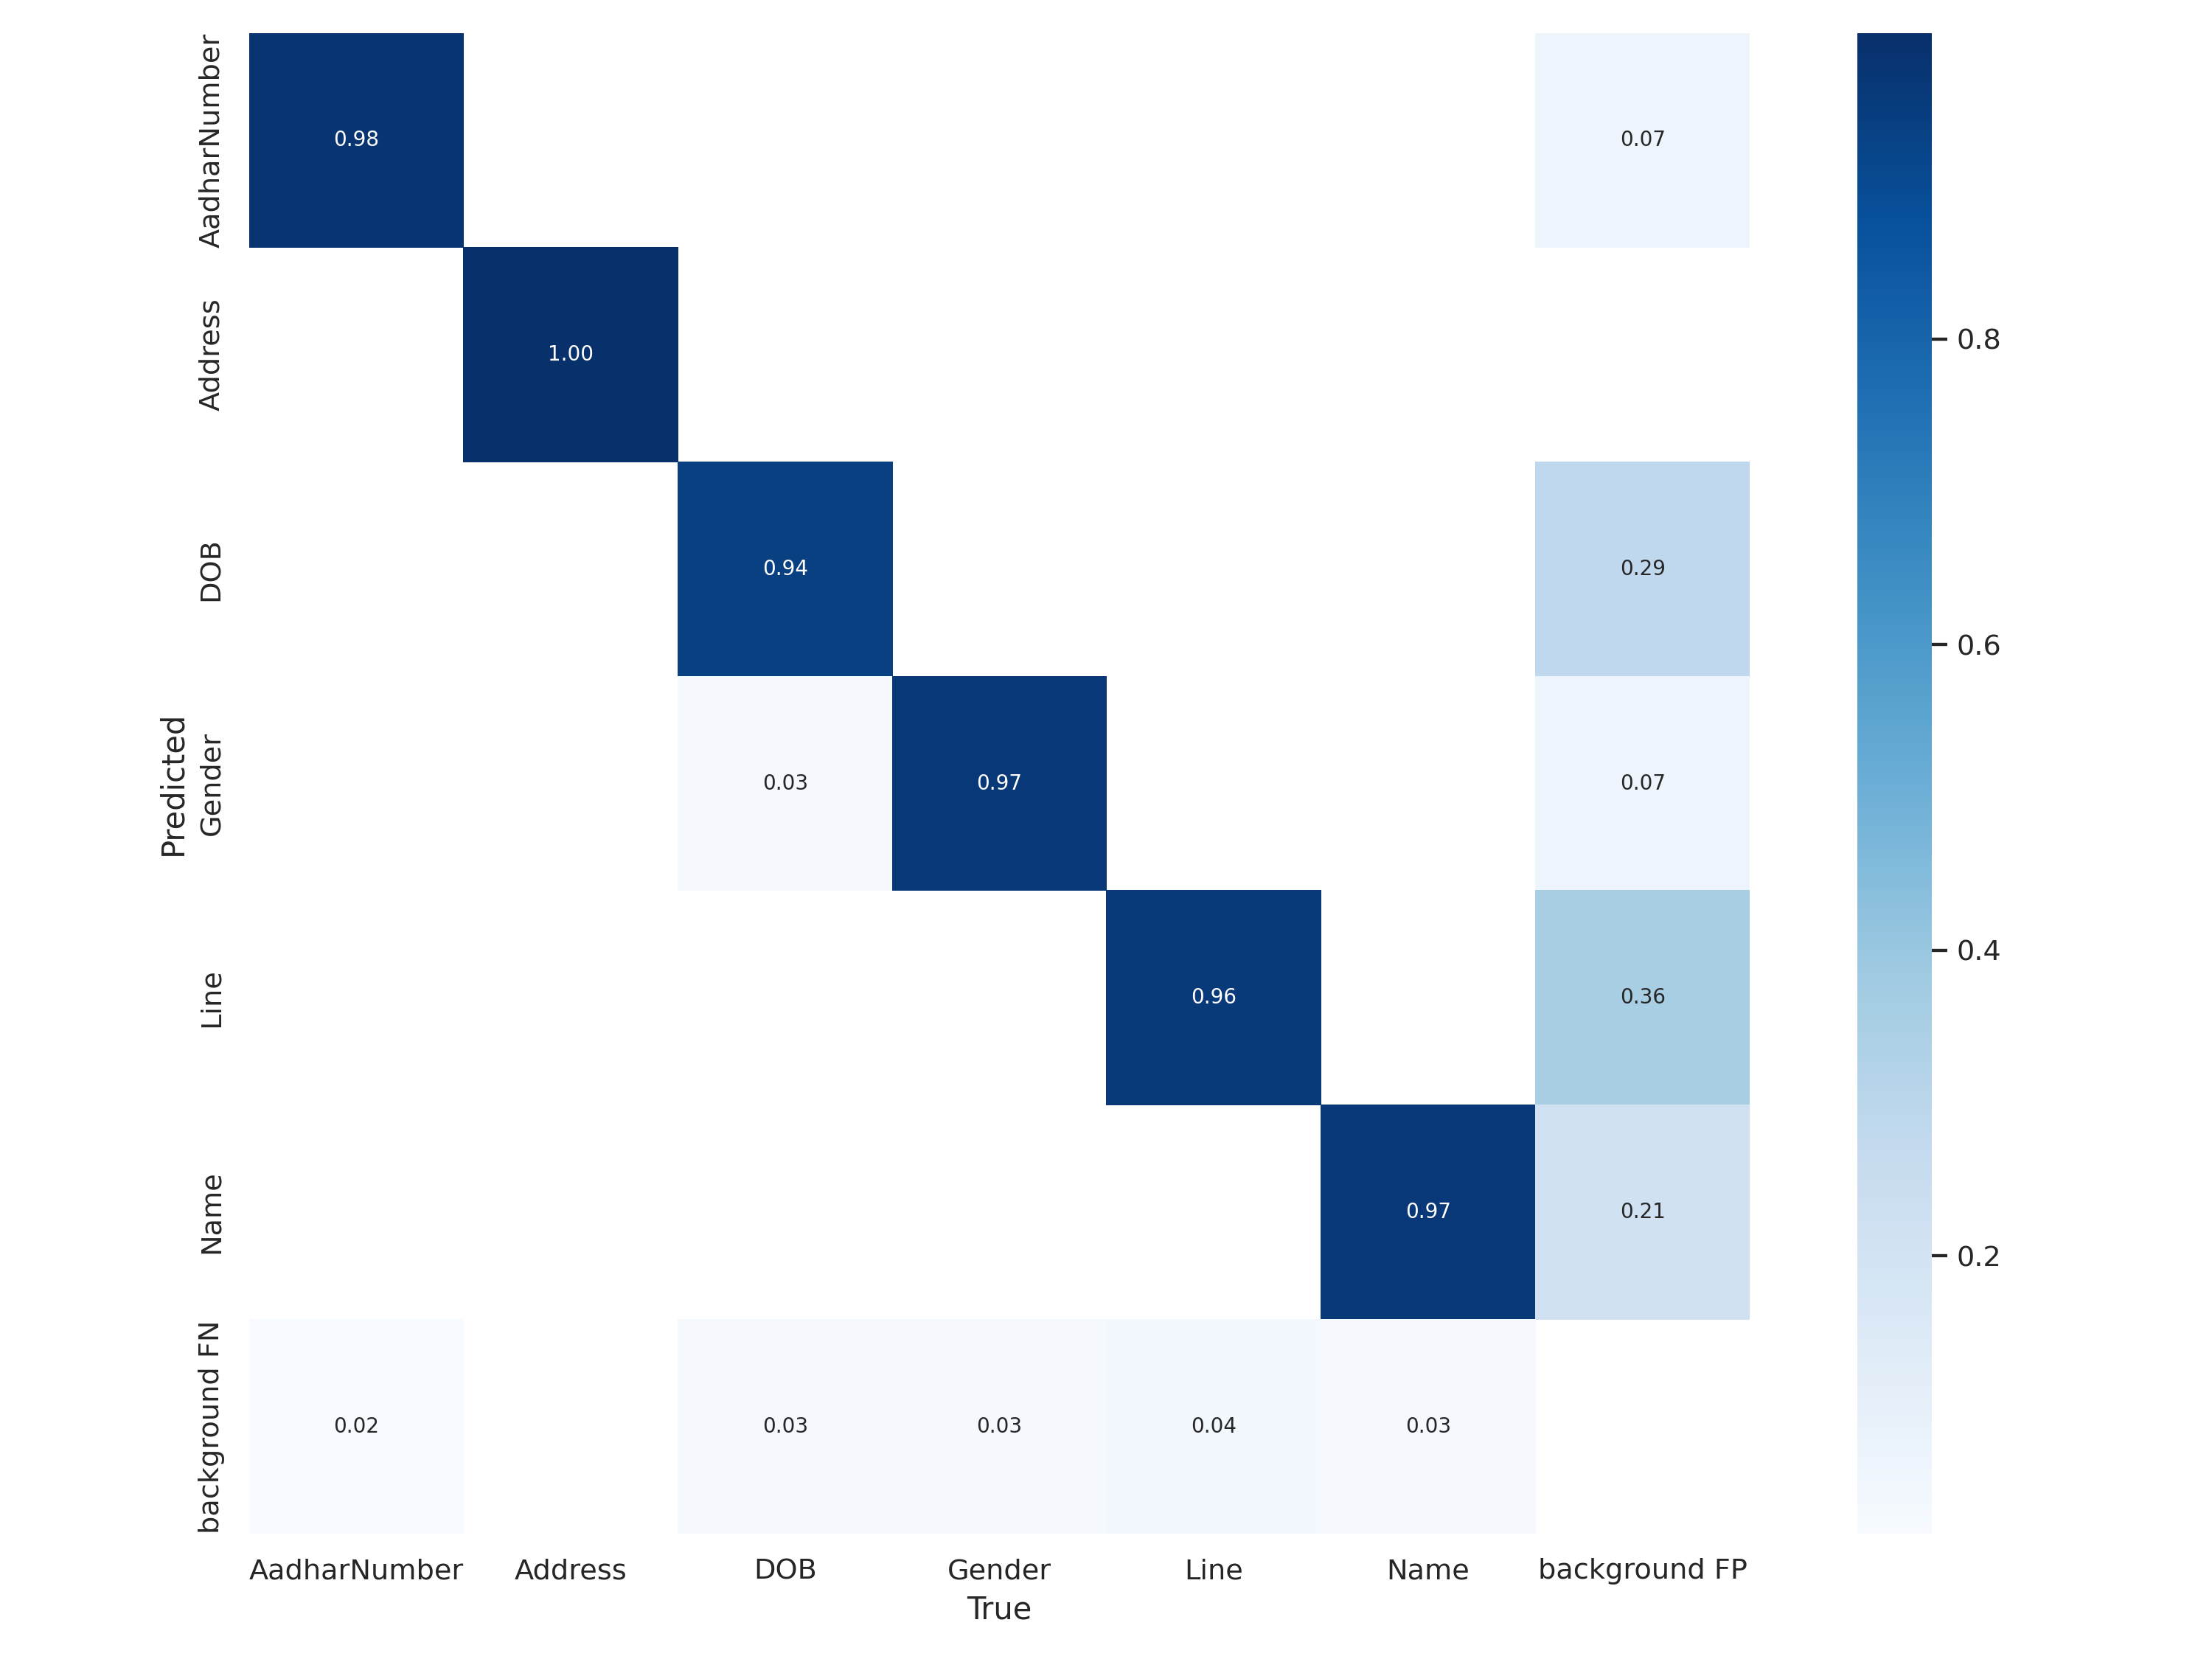 AadharNumber 0.98 0.07
Address 1.00
0.8
DOB 0.94 0.29
0.6
Predicted
Gender 0.03 0.97 0.07
Line 0.96 0.36
0.4
Name 0.97 0.21
0.2
background FN 0.02 0.03 0.03 0.04 0.03
AadharNumber Address DOB Gender Line Name background FP
True